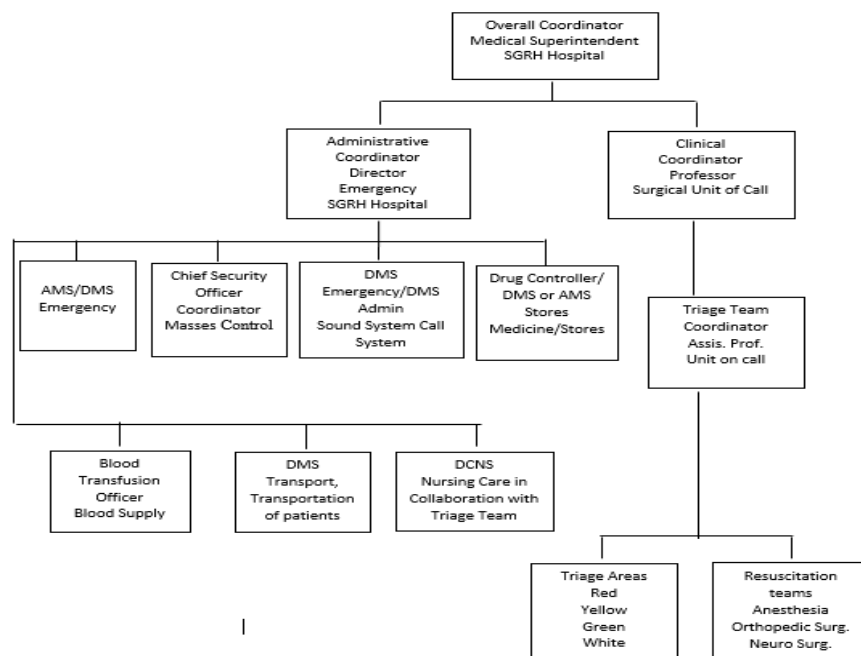 Overall Coordinator
Medical Superintendent
SGRH Hospital
Administrative
Coordinator
Director
Emergency
SGRH Hospital
Clinical
Coordinator
Professor
Surgical Unit of Call
AMS/DMS
Emergency
Chief Security
Officer
Coordinator
Masses Control
DMS
Emergency/DMS
Admin
Sound System Call
System
Drug Controller/
DMS or AMS
Stores
Medicine/Stores
Triage Team
Coordinator
Assis. Prof.
Unit on call
Blood
Transfusion
Officer
Blood Supply
DMS
Transport,
Transportation
of patients
DCNS
Nursing Care in
Collaboration with
Triage Team
Triage Areas
Red
Yellow
Green
White
Resuscitation
teams
Anesthesia
Orthopedic Surg.
Neuro Surg.